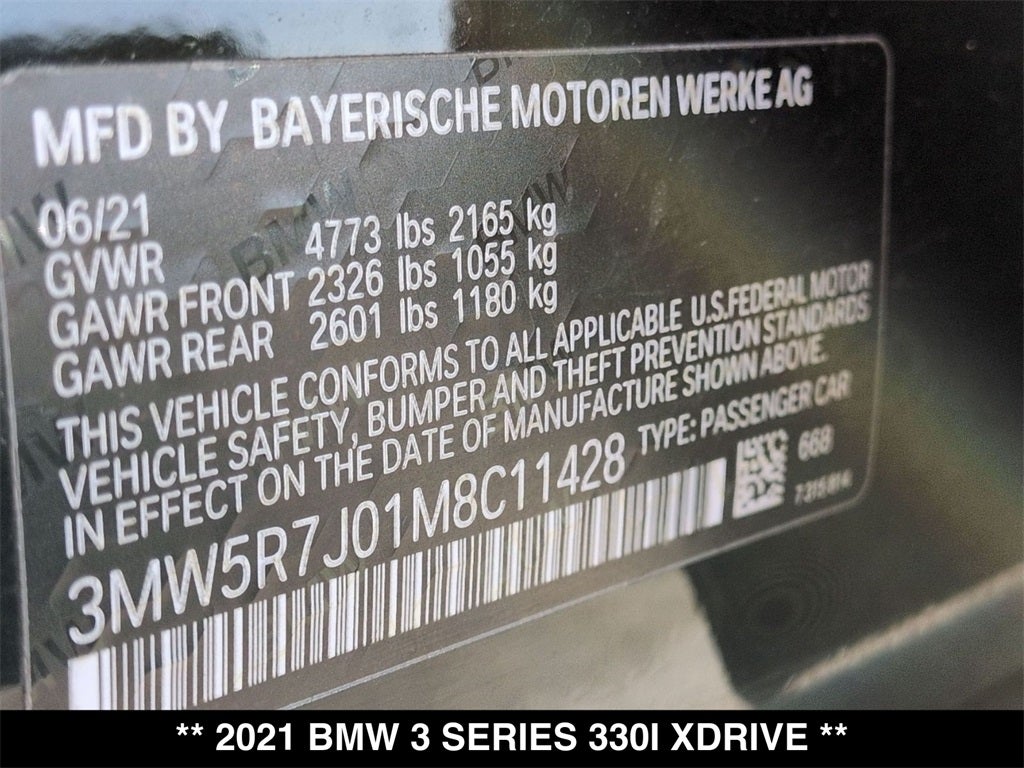 MFD BY BAYERISCHE MOTOREN WERKE AG
06/21
GVWR 4773 lbs 2165 kg
GAWR FRONT 2326 lbs 1055 kg
GAWR REAR 2601 lbs 1180 kg
THIS VEHICLE CONFORMS TO ALL APPLICABLE U.S.FEDERAL MOTOR
VEHICLE SAFETY, BUMPER AND THEFT PREVENTION STANDARDS
IN EFFECT ON THE DATE OF MANUFACTURE SHOWN ABOVE.
3MW5R7J01M8C11428 TYPE: PASSENGER CAR
668
** 2021 BMW 3 SERIES 330I XDRIVE **